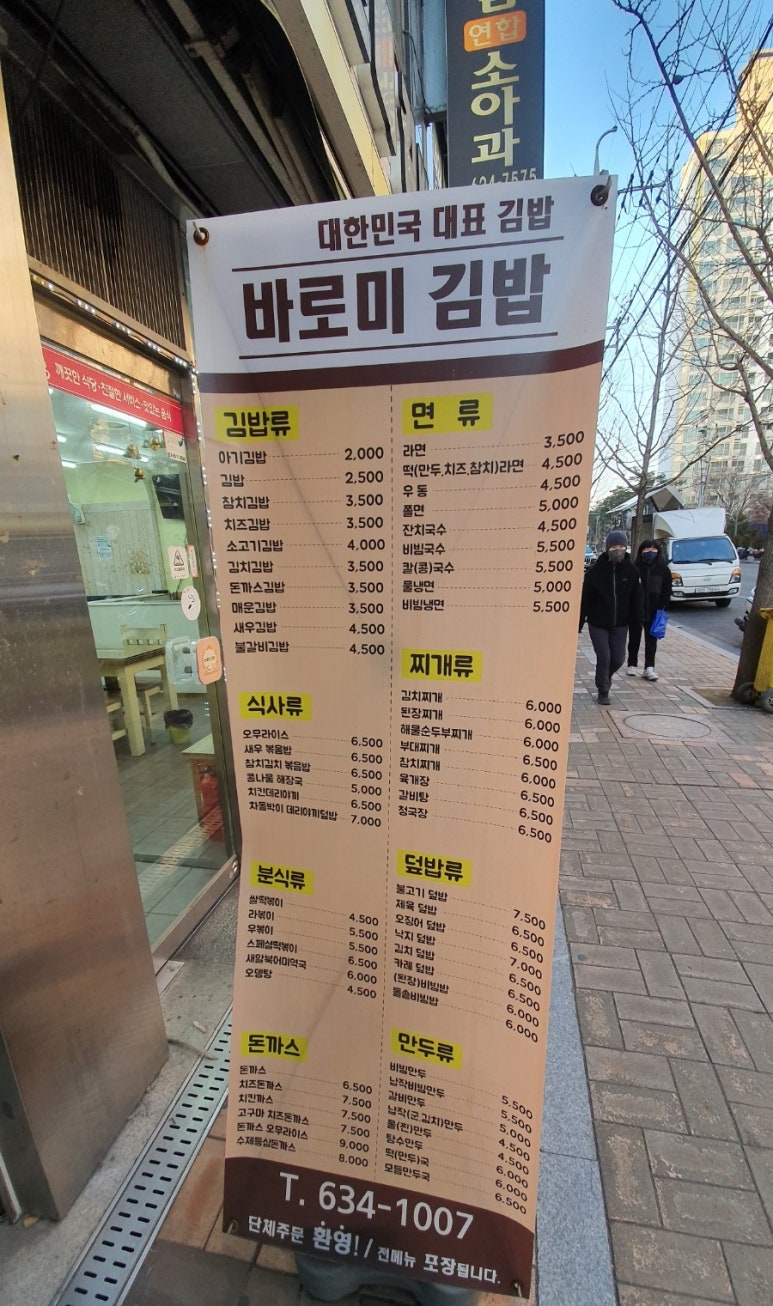 연합
소아과
624-7575
깨끗한 식당·친절한 서비스·맛있는 음식
대한민국 대표 김밥
바로미 김밥
김밥류
아기김밥 2,000
김밥 2,500
참치김밥 3,500
치즈김밥 3,500
소고기김밥 4,000
김치김밥 3,500
돈까스김밥 3,500
매운김밥 3,500
새우김밥 4,500
불갈비김밥 4,500
식사류
오무라이스 6,500
새우 볶음밥 6,500
참치김치 볶음밥 6,500
콩나물 해장국 5,000
치킨데리야끼 6,500
차돌박이 데리야끼덮밥 7,000
분식류
쌀떡볶이 4,500
라볶이 5,500
우볶이 5,500
스페셜떡볶이 6,500
새알북어미역국 6,000
오뎅탕 4,500
돈까스
돈까스 6,500
치즈돈까스 7,500
치킨까스 7,500
고구마 치즈돈까스 7,500
돈까스 오무라이스 9,000
수제등심돈까스 8,000
면 류
라면 3,500
떡(만두,치즈,참치)라면 4,500
우동 4,500
쫄면 5,000
잔치국수 4,500
비빔국수 5,500
칼(콩)국수 5,500
물냉면 5,000
비빔냉면 5,500
찌개류
김치찌개 6,000
된장찌개 6,000
해물순두부찌개 6,000
부대찌개 6,500
참치찌개 6,000
육개장 6,500
갈비탕 6,500
청국장 6,500
덮밥류
불고기 덮밥 7,500
제육 덮밥 6,500
오징어 덮밥 6,500
낙지 덮밥 7,000
김치 덮밥 6,500
카레 덮밥 6,500
(된장)비빔밥 6,000
돌솥비빔밥 6,000
만두류
비빔만두 5,500
납작비빔만두 5,500
갈비만두 5,000
납작(군,김치)만두 4,500
물(찐)만두 4,500
탕수만두 6,000
떡(만두)국 6,000
모듬만두국 6,500
T. 634-1007
단체주문 환영! / 전메뉴 포장됩니다.